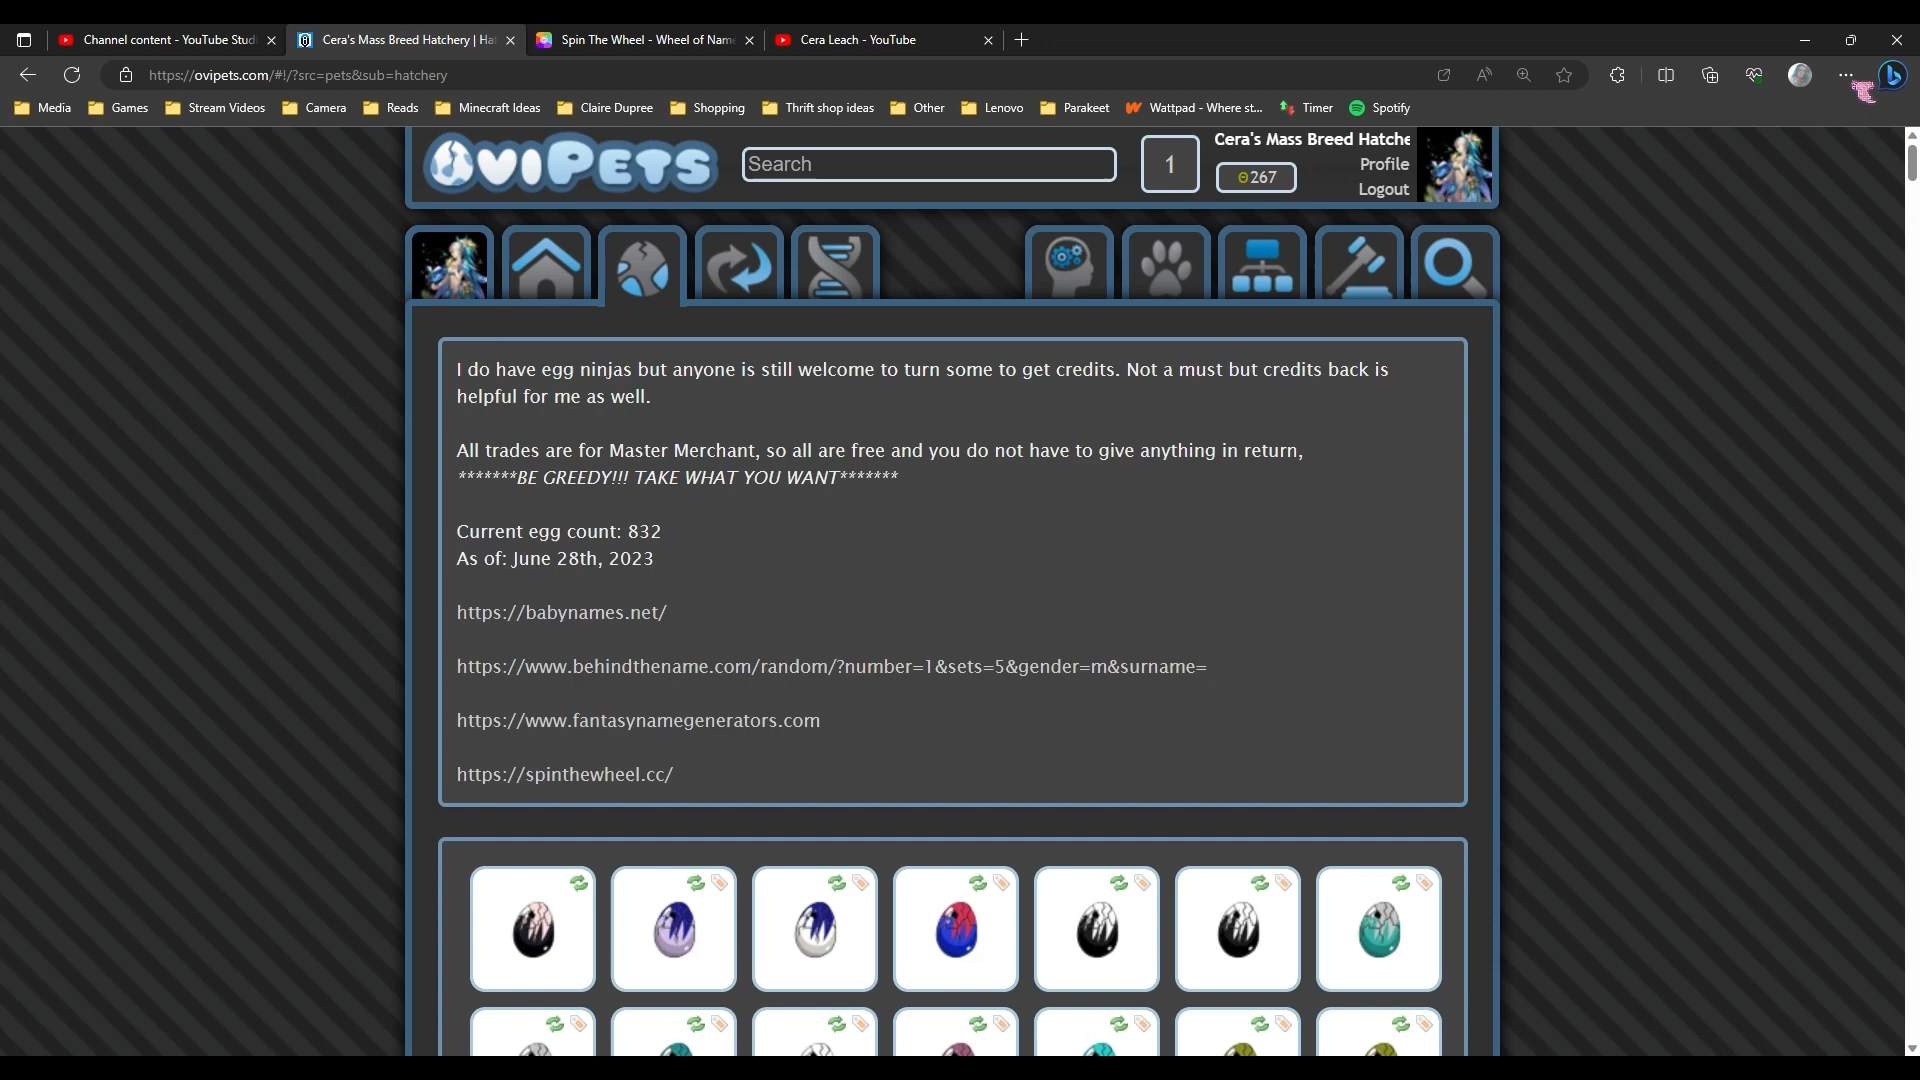 Channel content - YouTube Stud
Cera's Mass Breed Hatchery | Hat
Spin The Wheel - Wheel of Name
Cera Leach - YouTube
https://ovipets.com/#!/?src=pets&sub=hatchery
Media
Games
Stream Videos
Camera
Reads
Minecraft Ideas
Claire Dupree
Shopping
Thrift shop ideas
Other
Lenovo
Parakeet
Wattpad - Where st...
Timer
Spotify
OviPets
Search
1
Cera's Mass Breed Hatche
267
Profile
Logout
I do have egg ninjas but anyone is still welcome to turn some to get credits. Not a must but credits back is
helpful for me as well.
All trades are for Master Merchant, so all are free and you do not have to give anything in return,
*******BE GREEDY!!! TAKE WHAT YOU WANT*******
Current egg count: 832
As of: June 28th, 2023
https://babynames.net/
https://www.behindthename.com/random/?number=1&sets=5&gender=m&surname=
https://www.fantasynamegenerators.com
https://spinthewheel.cc/